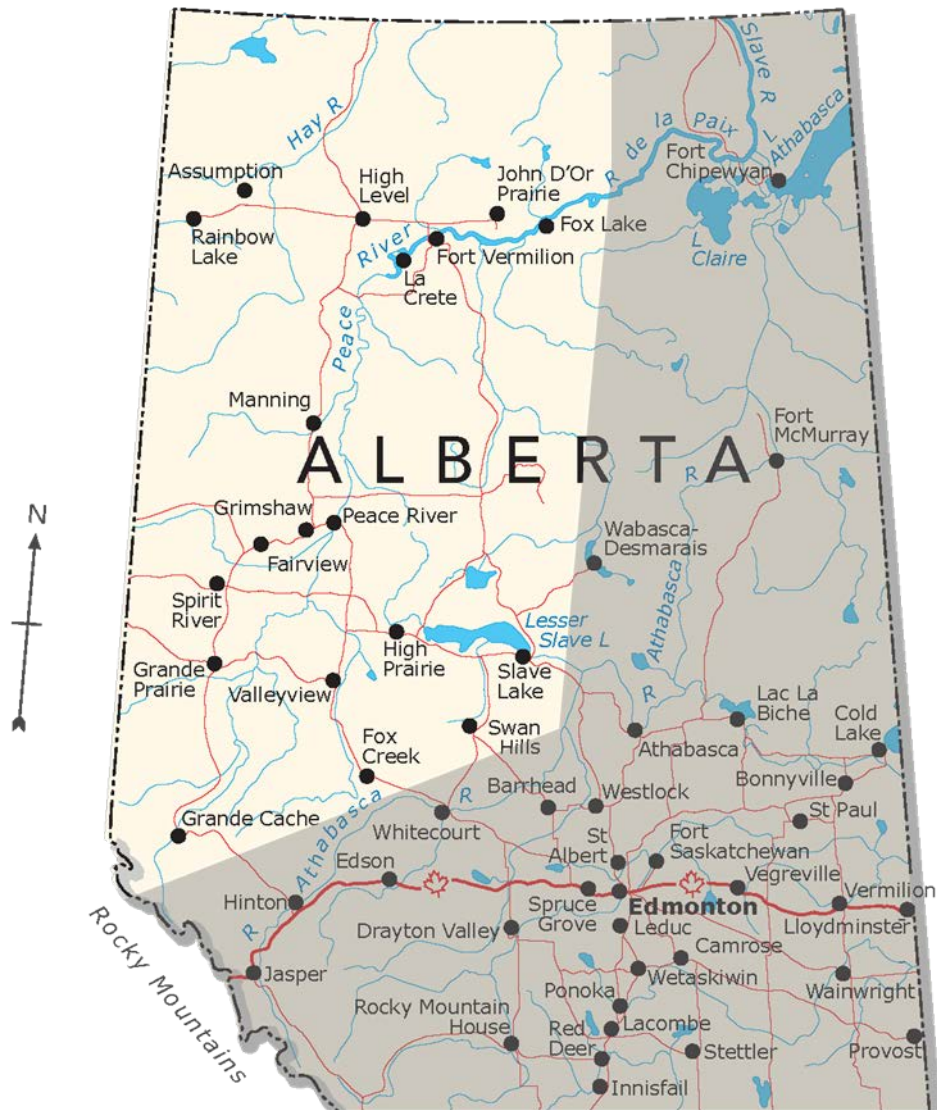 Slave R
Hay R
R de la Paix
L Athabasca
Assumption
High
Level
John D'Or
Prairie
Fort
Chipewyan
Rainbow
Lake
River
Fox Lake
Fort Vermilion
L
Claire
La
Crete
Peace
Manning
Fort
McMurray
ALBERTA
R
N
Grimshaw
Peace River
Wabasca-
Desmarais
Fairview
Athabasca
Spirit
River
Lesser
Slave L
High
Prairie
Grande
Prairie
Valleyview
Slave
Lake
R
Lac La
Biche
Cold
Lake
Fox
Creek
Swan
Hills
Athabasca
Bonnyville
Barrhead
Westlock
St Paul
Athabasca
R
Grande Cache
Whitecourt
St
Albert
Fort
Saskatchewan
Edson
Vegreville
Hinton
Spruce
Grove
Edmonton
Vermilion
Lloydminster
R
Rocky Mountains
Drayton Valley
Leduc
Camrose
Jasper
Wetaskiwin
Wainwright
Ponoka
Rocky Mountain
House
Red
Deer
Lacombe
Stettler
Provost
Innisfail